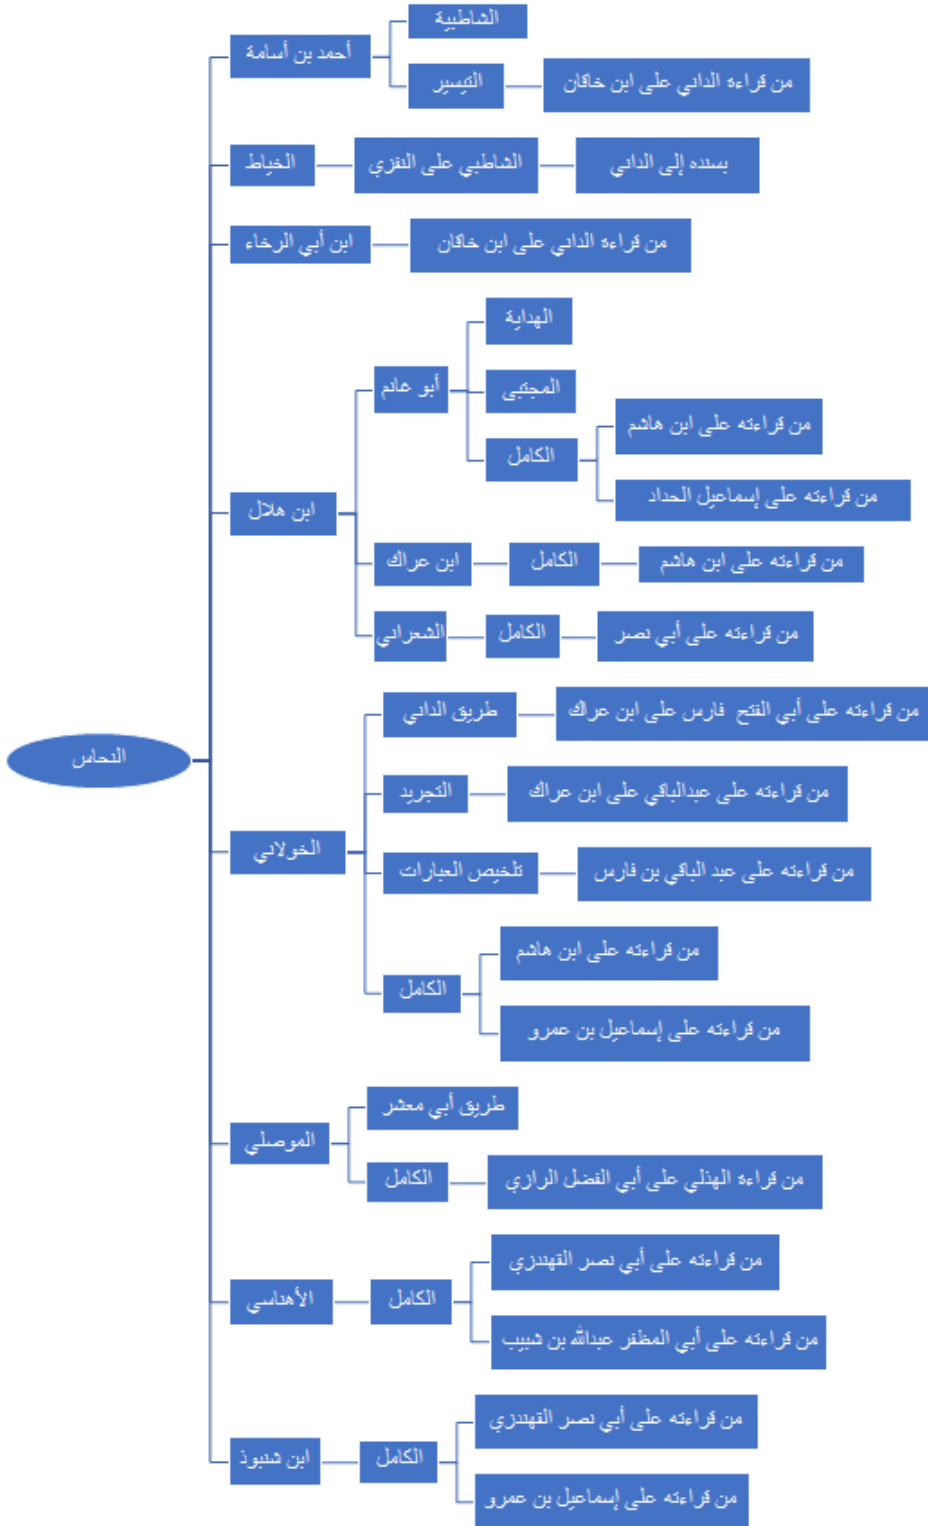 النحاس
أحمد بن أسامة
الشاطبية
التيسير
من قراءة الداني على ابن خاقان
الخياط
الشاطبي على النفزي
بسنده إلى الداني
ابن أبي الرخاء
من قراءة الداني على ابن خاقان
ابن هلال
أبو غانم
الهداية
المجتبى
الكامل
من قراءته على ابن هاشم
من قراءته على إسماعيل الحداد
ابن عراك
الكامل
من قراءته على ابن هاشم
الشعراني
الكامل
من قراءته على أبي نصر
الخولاني
طريق الداني
من قراءته على أبي الفتح فارس على ابن عراك
التجريد
من قراءته على عبدالباقي على ابن عراك
تلخيص العبارات
من قراءته على عبد الباقي بن فارس
الكامل
من قراءته على ابن هاشم
من قراءته على إسماعيل بن عمرو
الموصلي
طريق أبي معشر
الكامل
من قراءة الهذلي على أبي الفضل الرازي
الأهناسي
الكامل
من قراءته على أبي نصر القهندزي
من قراءته على أبي المظفر عبدالله بن شبيب
ابن شنبوذ
الكامل
من قراءته على أبي نصر القهندزي
من قراءته على إسماعيل بن عمرو